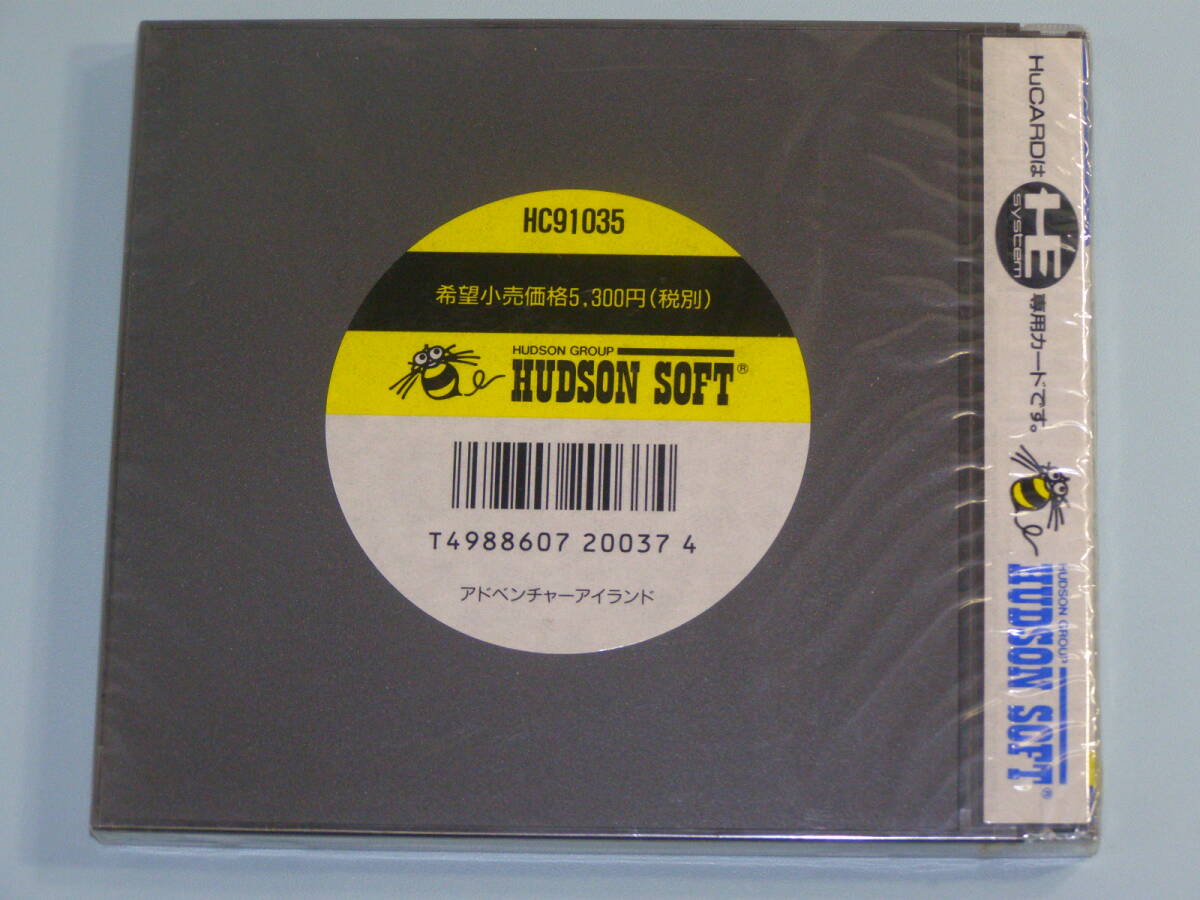 HC91035
希望小売価格5,300円(税別)
HUDSON GROUP
HUDSON SOFT®
T4988607 20037 4
アドベンチャーアイランド
HuCARDは HE system 専用カードです。
HUDSON GROUP
HUDSON SOFT®